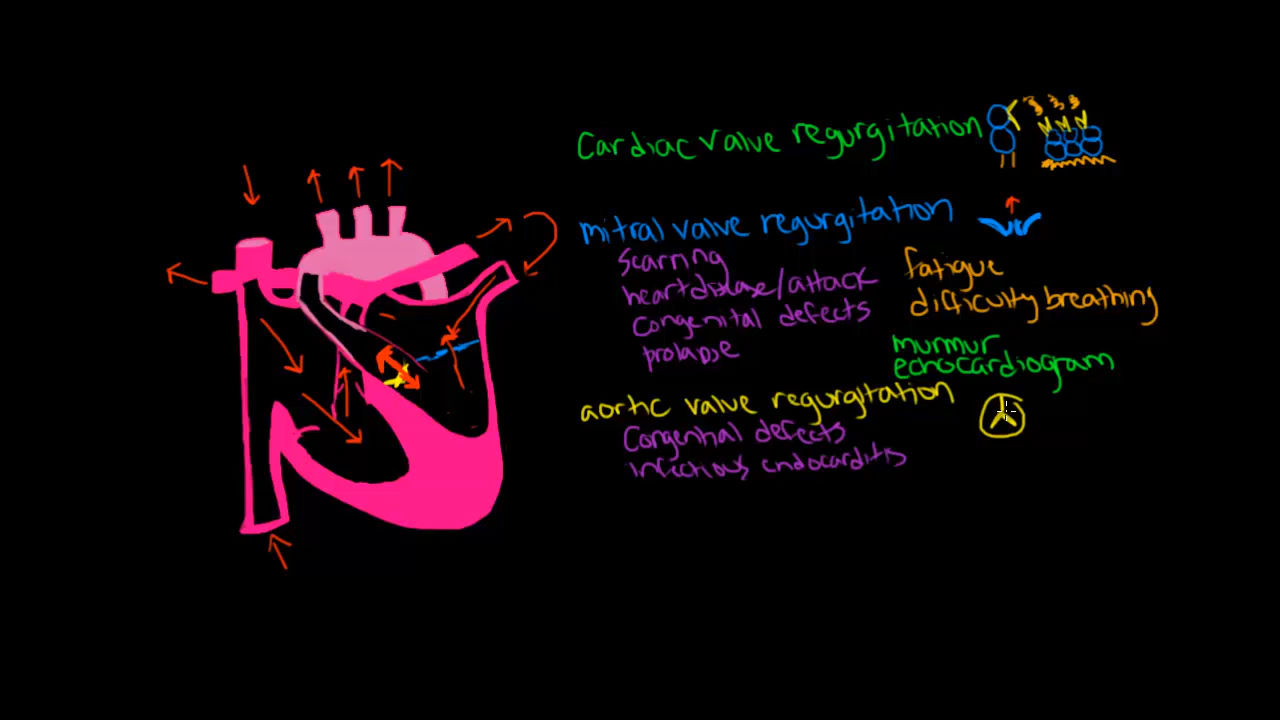 Cardiac valve regurgitation
mitral valve regurgitation
scarring
heart disease/attack
Congenital defects
prolapse
fatigue
difficulty breathing
murmur
echocardiogram
aortic valve regurgitation
Congenital defects
infectious endocarditis